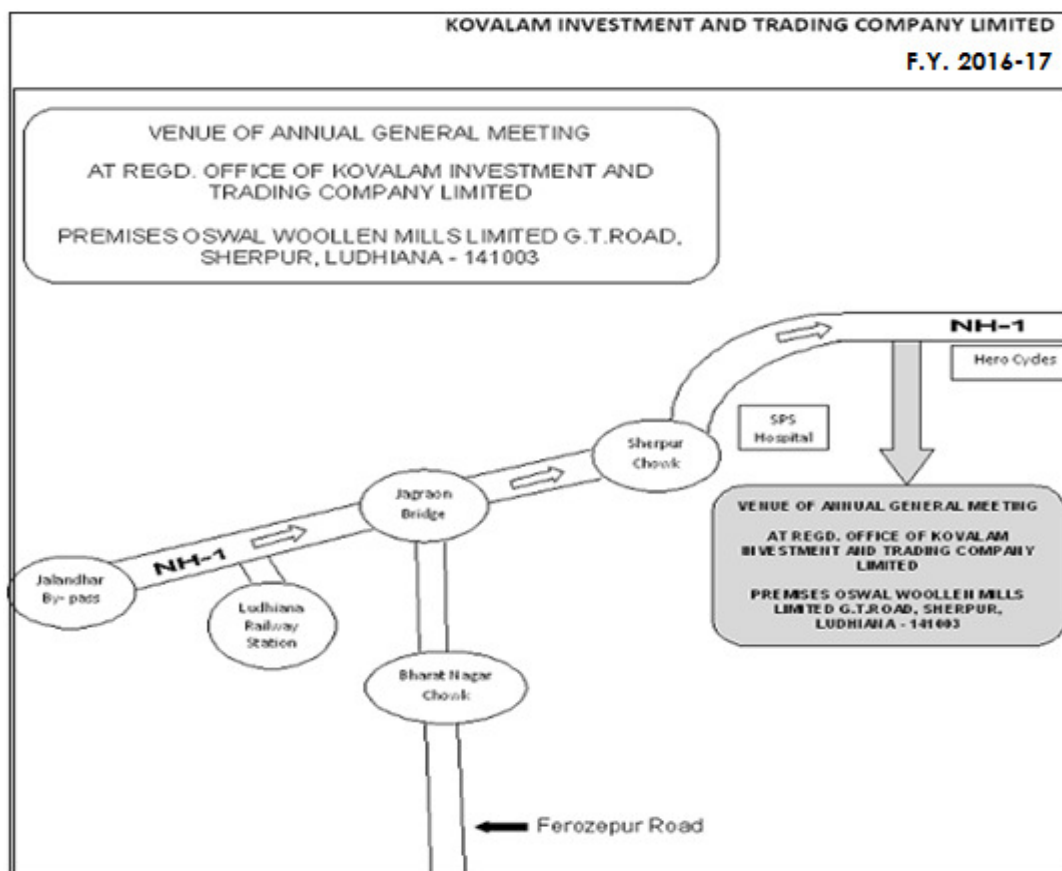 KOVALAM INVESTMENT AND TRADING COMPANY LIMITED
F.Y. 2016-17
VENUE OF ANNUAL GENERAL MEETING
AT REGD. OFFICE OF KOVALAM INVESTMENT AND
TRADING COMPANY LIMITED
PREMISES OSWAL WOOLLEN MILLS LIMITED G.T.ROAD,
SHERPUR, LUDHIANA - 141003
NH-1
Hero Cycles
SPS
Hospital
Sherpur
Chowk
Jagraon
Bridge
NH-1
Jalandhar
By- pass
Ludhiana
Railway
Station
VENUE OF ANNUAL GENERAL MEETING
AT REGD. OFFICE OF KOVALAM
INVESTMENT AND TRADING COMPANY
LIMITED
PREMISES OSWAL WOOLLEN MILLS
LIMITED G.T.ROAD, SHERPUR,
LUDHIANA - 141003
Bharat Nagar
Chowk
Ferozepur Road